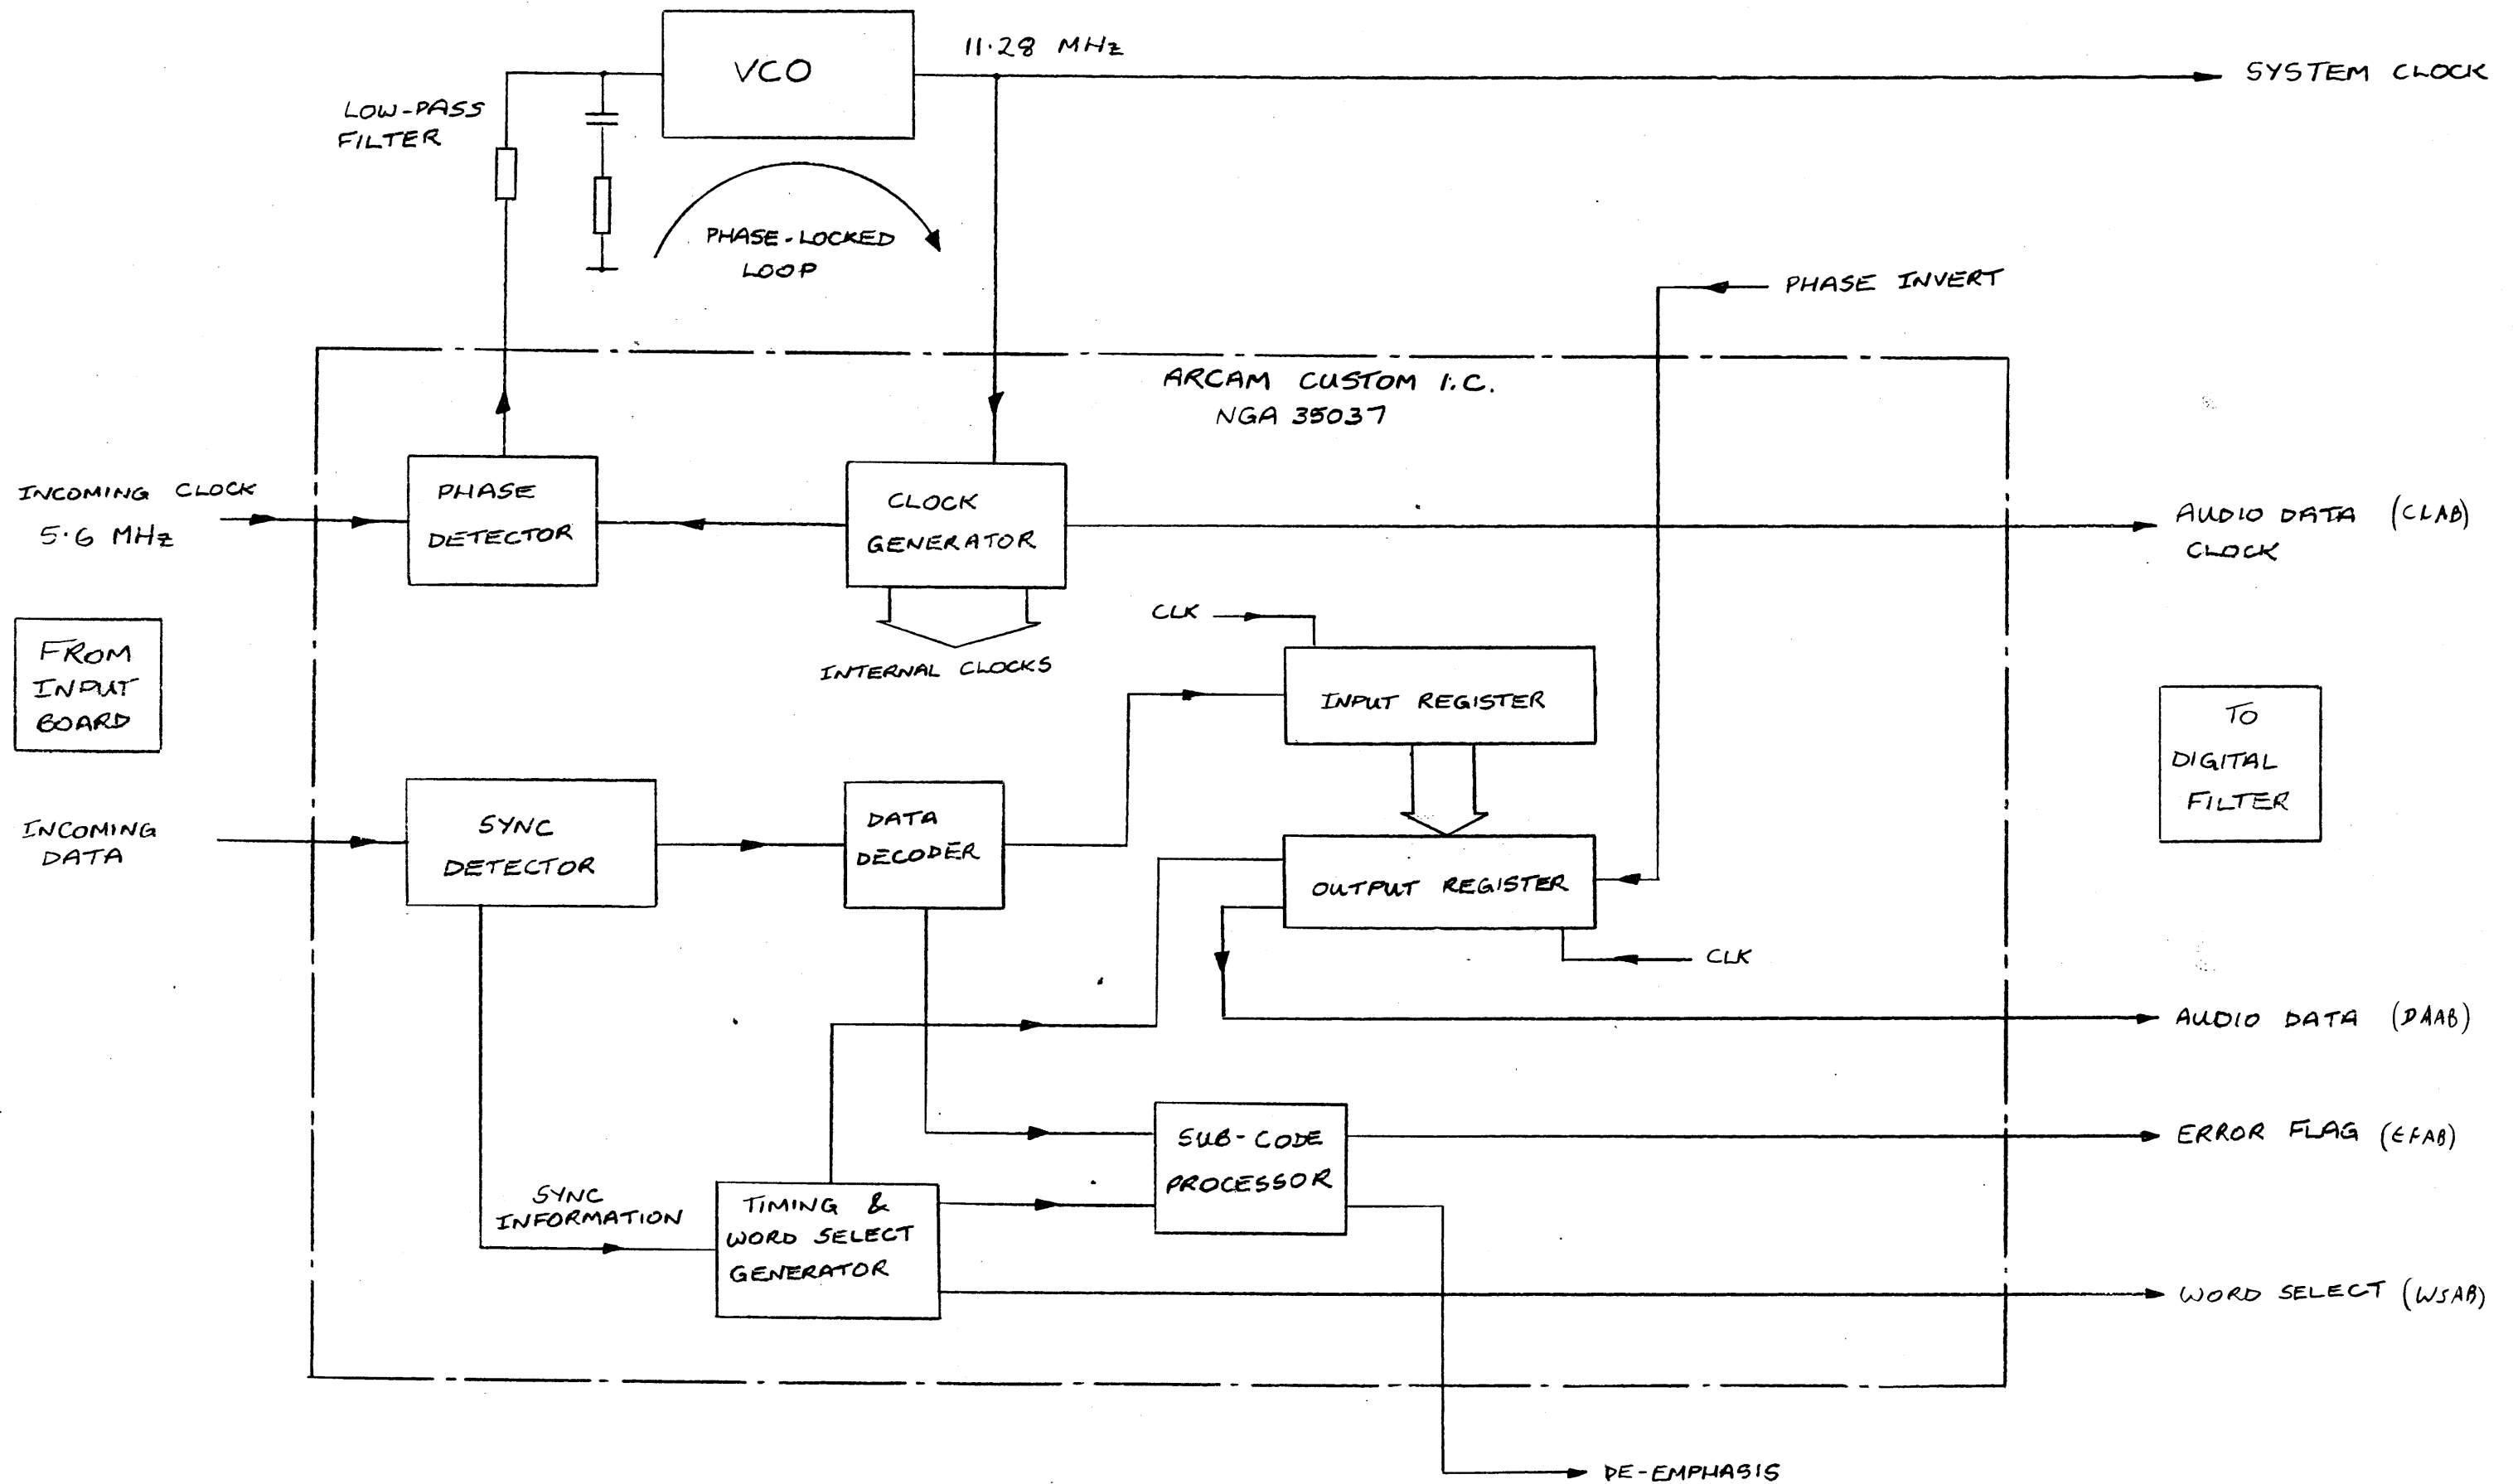 VCO
11.28 MHz
SYSTEM CLOCK
LOW-PASS
FILTER
PHASE-LOCKED
LOOP
PHASE INVERT
ARCAM CUSTOM I.C.
NGA 35037
INCOMING CLOCK
5.6 MHz
PHASE
DETECTOR
CLOCK
GENERATOR
AUDIO DATA (CLAB)
CLOCK
INTERNAL CLOCKS
CLK
FROM
INPUT
BOARD
INPUT REGISTER
TO
DIGITAL
FILTER
INCOMING
DATA
SYNC
DETECTOR
DATA
DECODER
OUTPUT REGISTER
CLK
AUDIO DATA (DAAB)
SUB-CODE
PROCESSOR
ERROR FLAG (EFAB)
SYNC
INFORMATION
TIMING &
WORD SELECT
GENERATOR
WORD SELECT (WSAB)
DE-EMPHASIS